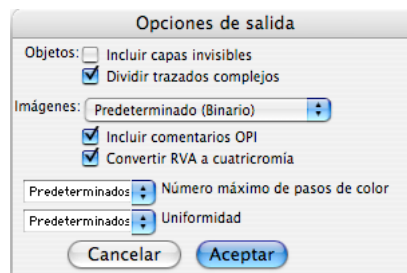 Opciones de salida
Objetos: Incluir capas invisibles
Dividir trazados complejos
Imágenes: Predeterminado (Binario)
Incluir comentarios OPI
Convertir RVA a cuatricromía
Predeterminados Número máximo de pasos de color
Predeterminados Uniformidad
Cancelar Aceptar